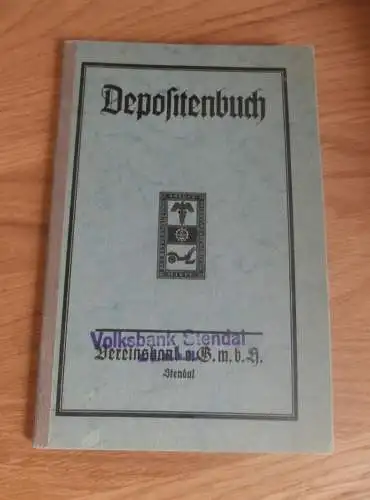 Depositenbuch
Volksbank Stendal
Vereinsbank e.G.m.b.H.
Stendal